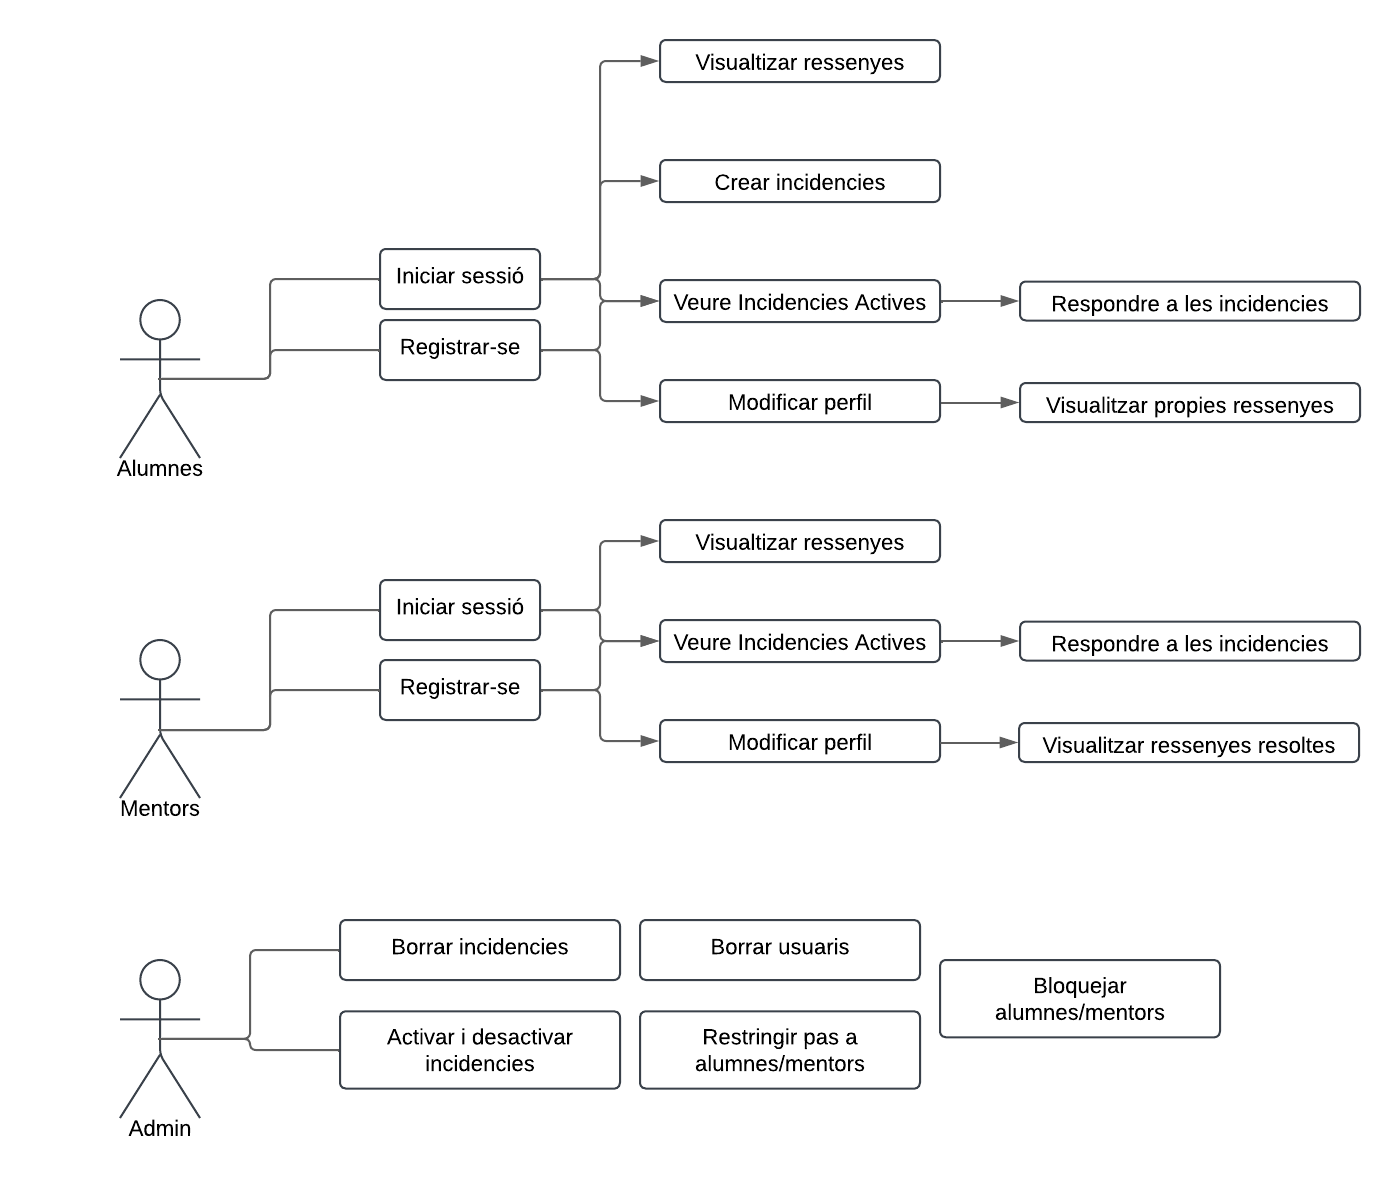 Visualtizar ressenyes
Crear incidencies
Iniciar sessió
Veure Incidencies Actives
Respondre a les incidencies
Registrar-se
Modificar perfil
Visualitzar propies ressenyes
Alumnes
Visualtizar ressenyes
Iniciar sessió
Veure Incidencies Actives
Respondre a les incidencies
Registrar-se
Modificar perfil
Visualitzar ressenyes resoltes
Mentors
Borrar incidencies
Borrar usuaris
Bloquejar
alumnes/mentors
Activar i desactivar
incidencies
Restringir pas a
alumnes/mentors
Admin